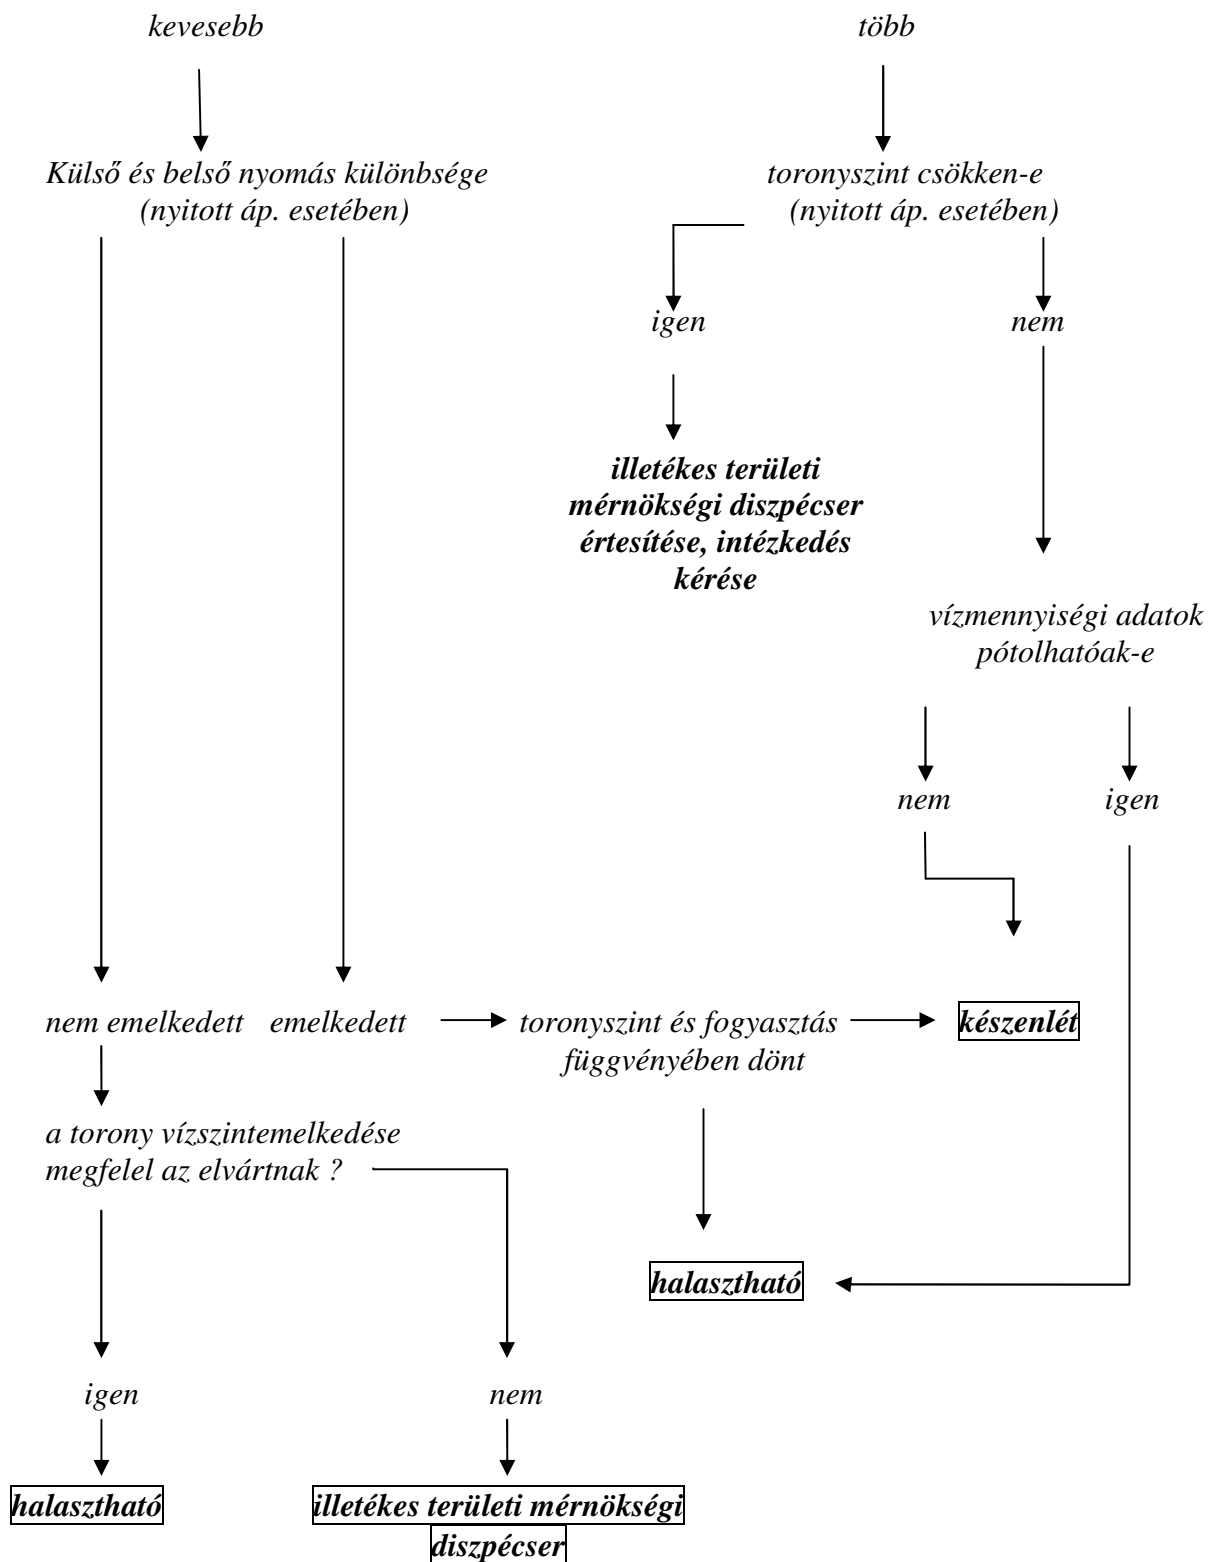 kevesebb
több
Külső és belső nyomás különbsége
(nyitott áp. esetében)
toronyszint csökken-e
(nyitott áp. esetében)
igen
nem
illetékes területi
mérnökségi diszpécser
értesítése, intézkedés
kérése
vízmennyiségi adatok
pótolhatóak-e
nem
igen
nem emelkedett
emelkedett
toronyszint és fogyasztás
függvényében dönt
készenlét
a torony vízszintemelkedése
megfelel az elvártnak ?
halasztható
igen
nem
halasztható
illetékes területi mérnökségi
diszpécser